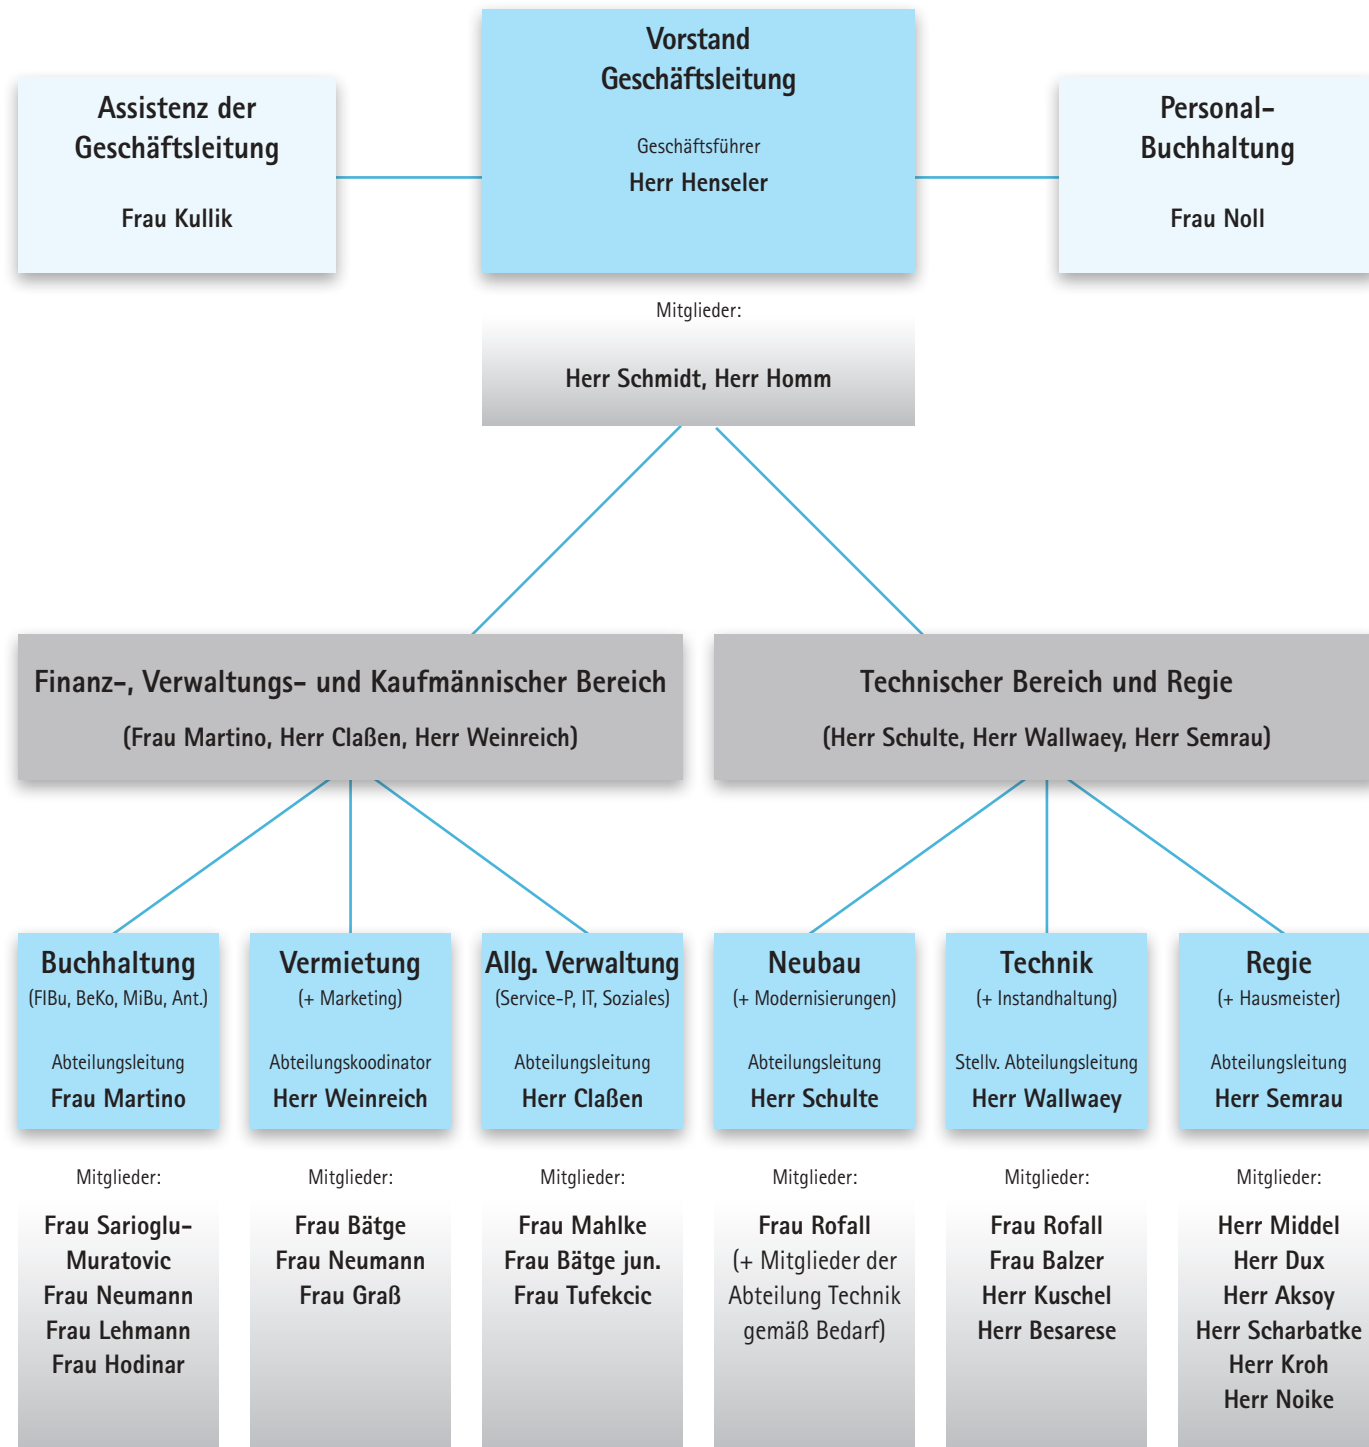 Vorstand
Geschäftsleitung
Geschäftsführer
Herr Henseler
Assistenz der
Geschäftsleitung
Frau Kullik
Personal-
Buchhaltung
Frau Noll
Mitglieder:
Herr Schmidt, Herr Homm
Finanz-, Verwaltungs- und Kaufmännischer Bereich
(Frau Martino, Herr Claßen, Herr Weinreich)
Technischer Bereich und Regie
(Herr Schulte, Herr Wallwaey, Herr Semrau)
Buchhaltung
(FIBu, BeKo, MiBu, Ant.)
Abteilungsleitung
Frau Martino
Mitglieder:
Frau Sarioglu-
Muratovic
Frau Neumann
Frau Lehmann
Frau Hodinar
Vermietung
(+ Marketing)
Abteilungskoodinator
Herr Weinreich
Mitglieder:
Frau Bätge
Frau Neumann
Frau Graß
Allg. Verwaltung
(Service-P, IT, Soziales)
Abteilungsleitung
Herr Claßen
Mitglieder:
Frau Mahlke
Frau Bätge jun.
Frau Tufekcic
Neubau
(+ Modernisierungen)
Abteilungsleitung
Herr Schulte
Mitglieder:
Frau Rofall
(+ Mitglieder der
Abteilung Technik
gemäß Bedarf)
Technik
(+ Instandhaltung)
Stellv. Abteilungsleitung
Herr Wallwaey
Mitglieder:
Frau Rofall
Frau Balzer
Herr Kuschel
Herr Besarese
Regie
(+ Hausmeister)
Abteilungsleitung
Herr Semrau
Mitglieder:
Herr Middel
Herr Dux
Herr Aksoy
Herr Scharbatke
Herr Kroh
Herr Noike